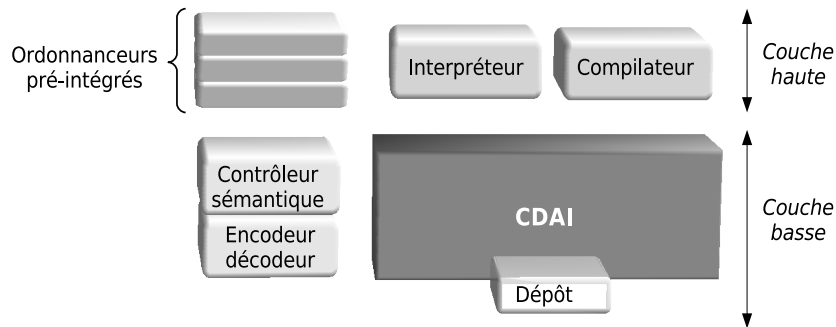 Ordonnanceurs
pré-intégrés
Interpréteur
Compilateur
Couche
haute
Contrôleur
sémantique
Encodeur
décodeur
CDAI
Dépôt
Couche
basse